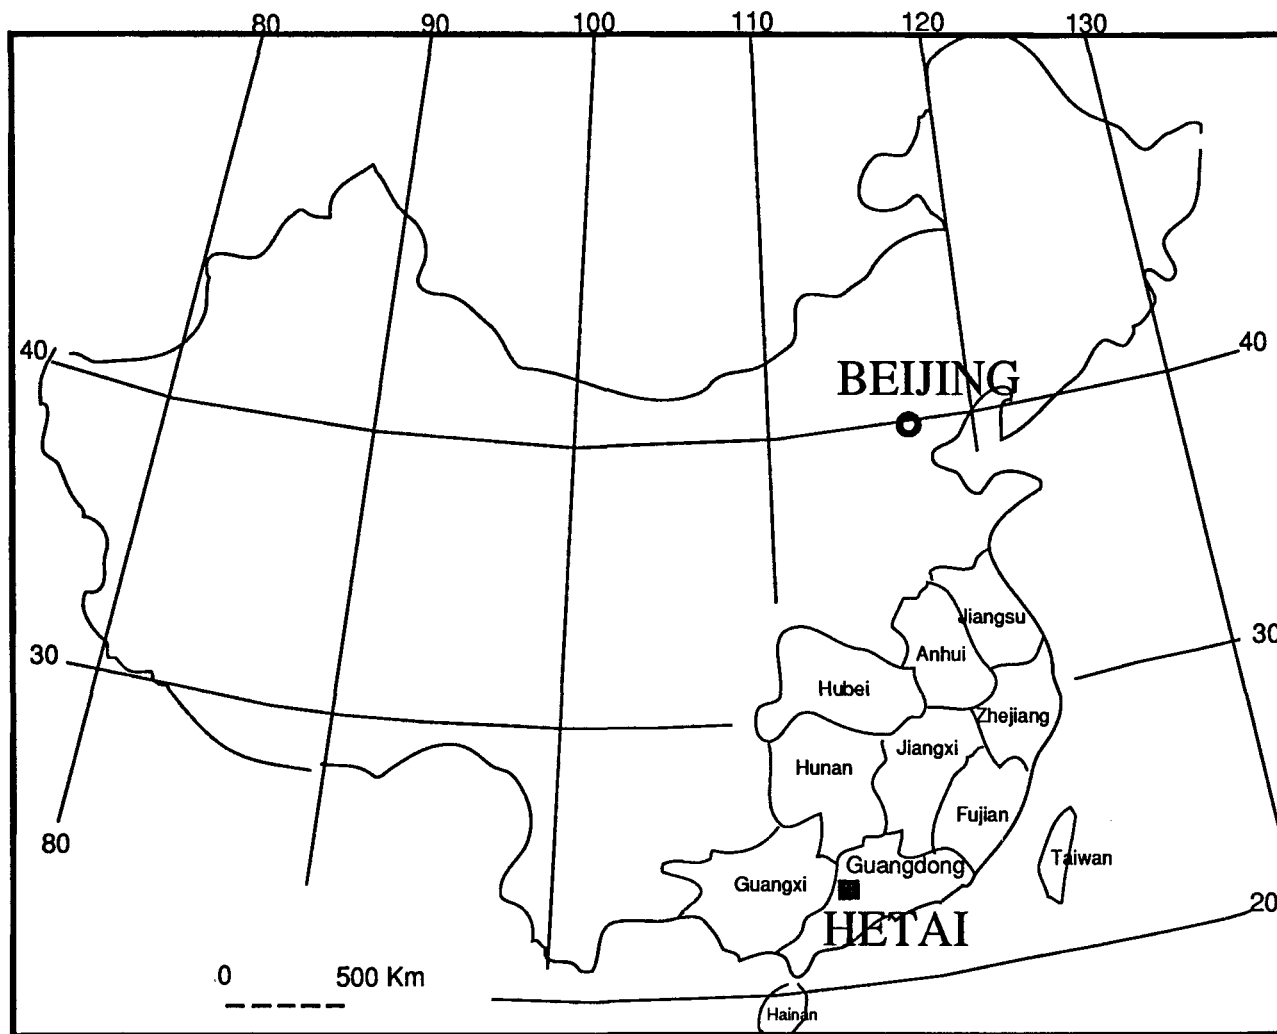 80 90 100 110 120 130
40
40
BEIJING
Jiangsu
30
30
Anhui
Hubei
Zhejiang
Jiangxi
Hunan
Fujian
80
Taiwan
Guangdong
Guangxi
20
HETAI
0 500 Km
Hainan